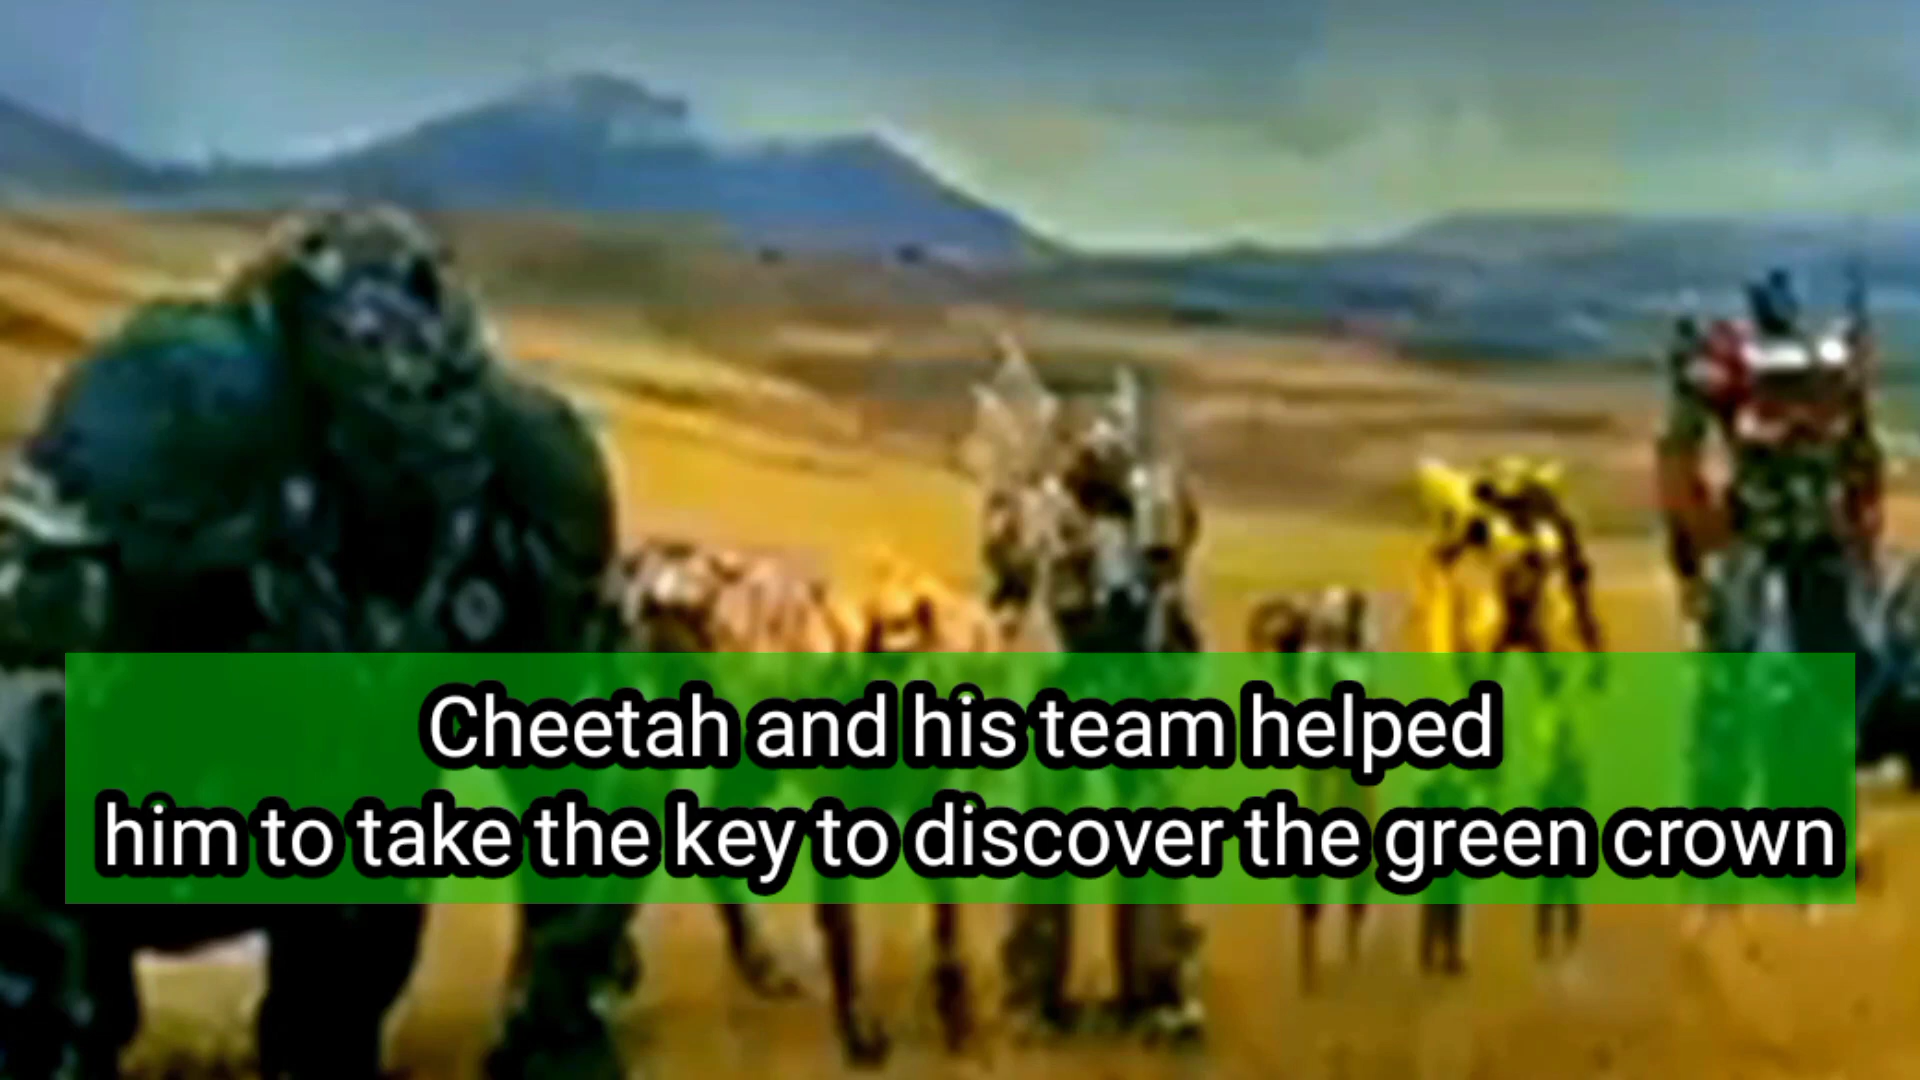 Cheetah and his team helped
him to take the key to discover the green crown